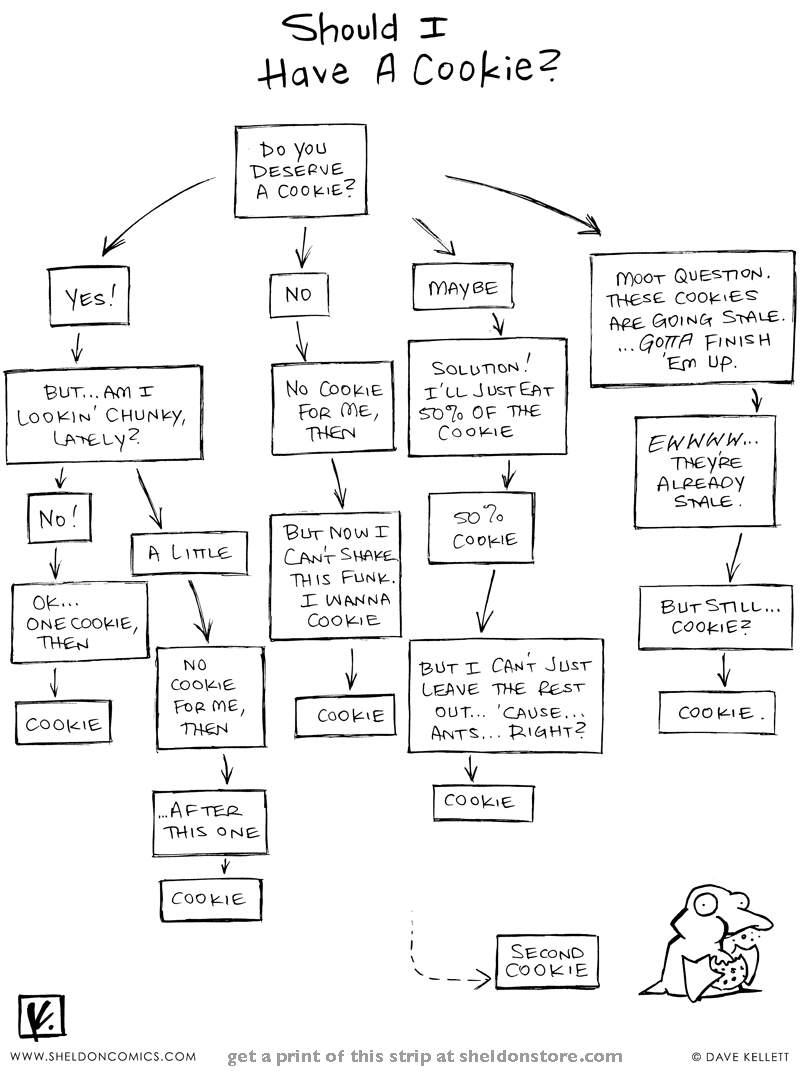 Should I
Have A Cookie?
DO YOU
DESERVE
A COOKIE?
YES!
BUT...AM I
LOOKIN' CHUNKY,
LATELY?
NO!
OK...
ONE COOKIE,
THEN
COOKIE
A LITTLE
NO
COOKIE
FOR ME,
THEN
...AFTER
THIS ONE
COOKIE
NO
NO COOKIE
FOR ME,
THEN
BUT NOW I
CAN'T SHAKE
THIS FUNK.
I WANNA
COOKIE
COOKIE
MAYBE
SOLUTION!
I'LL JUST EAT
50% OF THE
COOKIE
50%
COOKIE
BUT I CAN'T JUST
LEAVE THE REST
OUT... 'CAUSE...
ANTS... RIGHT?
COOKIE
MOOT QUESTION.
THESE COOKIES
ARE GOING STALE.
...GOTTA FINISH
'EM UP.
EWWWW...
THEY'RE
ALREADY
STALE.
BUT STILL...
COOKIE?
COOKIE.
SECOND
COOKIE
WWW.SHELDONCOMICS.COM
get a print of this strip at sheldonstore.com
© DAVE KELLETT